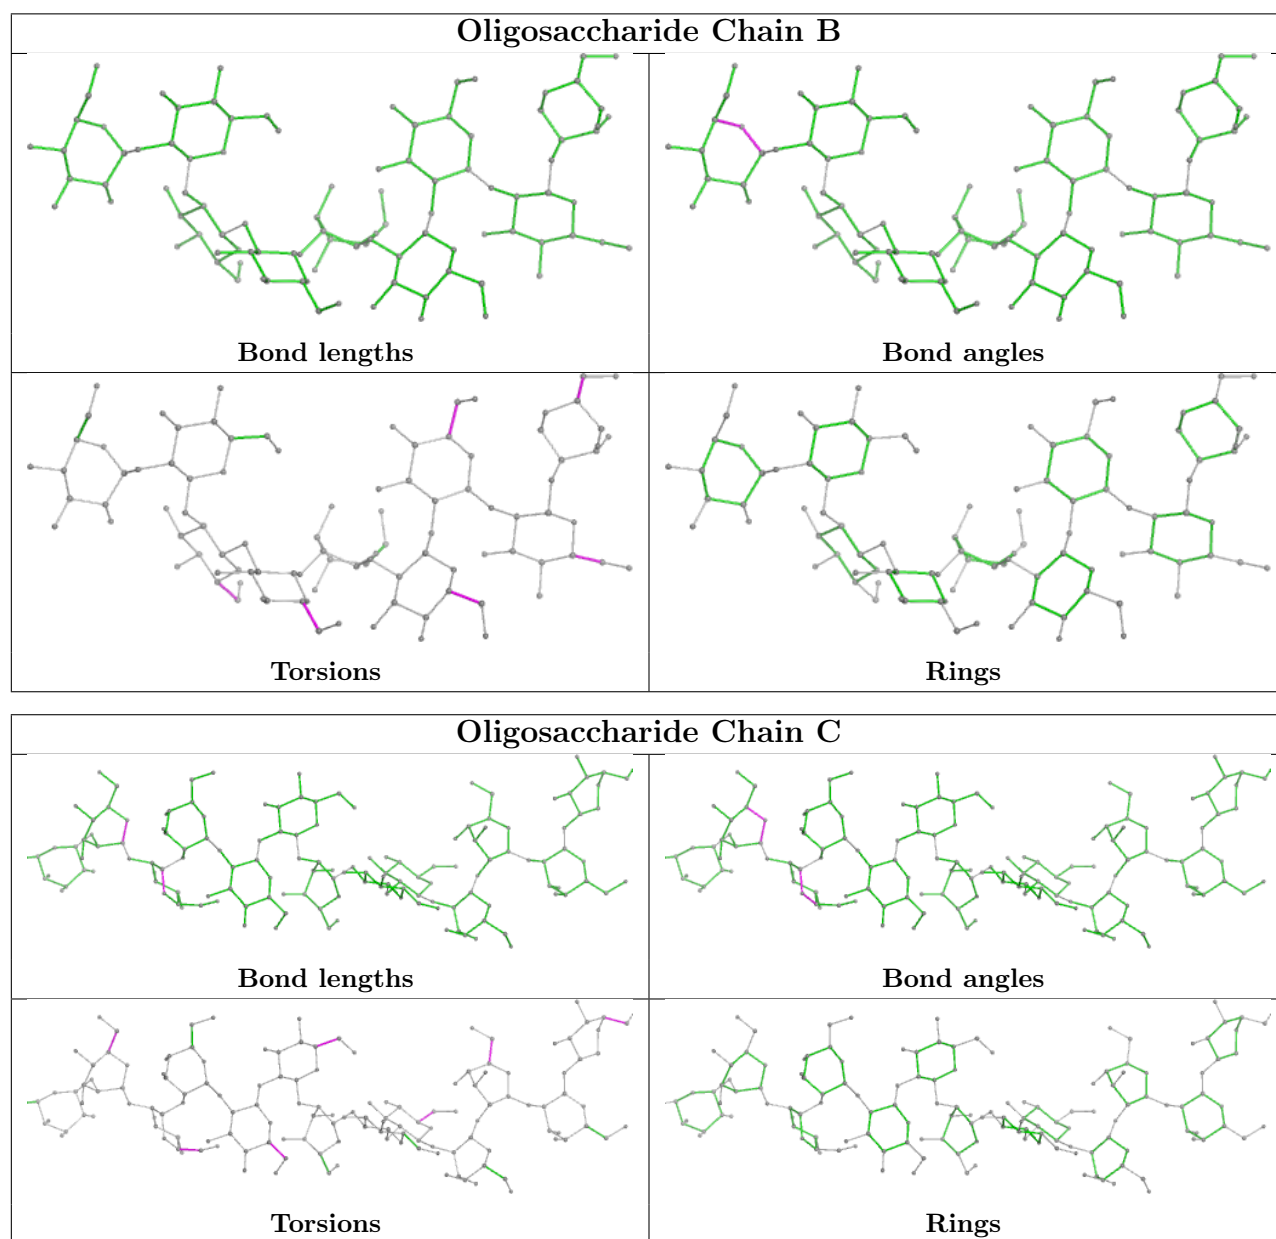 Oligosaccharide Chain B
Bond lengths
Bond angles
Torsions
Rings
Oligosaccharide Chain C
Bond lengths
Bond angles
Torsions
Rings